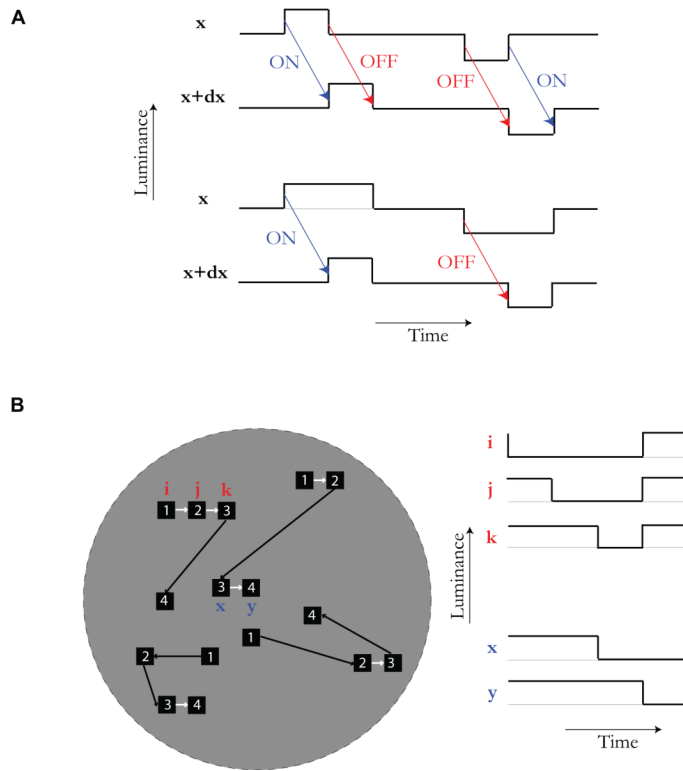 A
x
ON
OFF
OFF
ON
x+dx
Luminance
x
ON
OFF
x+dx
Time
B
i j k
1 2 3
1 2
3 4
x y
4
4
1
2 3
2 1
3 4
i
j
k
Luminance
x
y
Time